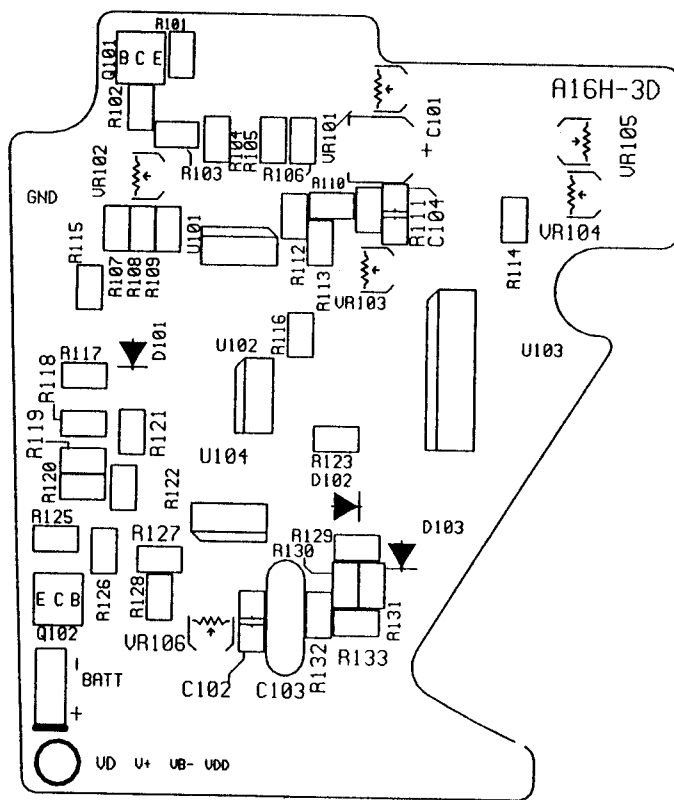 R101
Q101
B C E
R102
A16H-3D
R103
R104
R105
R106
VR101
C101
+
VR105
VR102
R110
GND
R111
C104
VR104
R114
R115
U101
R107
R108
R109
R112
R113
VR103
R116
U103
D101
U102
R117
R118
R119
R121
R120
U104
R123
R122
D102
R125
R127
R129
D103
R130
R126
R128
E C B
Q102
R131
VR106
R132
R133
C102
C103
-
BATT
+
VD V+ VB- VDD